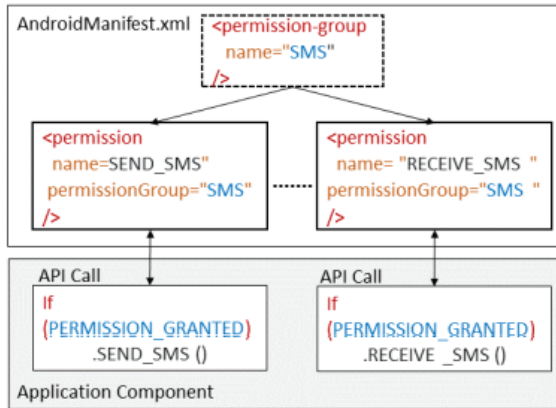 AndroidManifest.xml
<permission-group
name="SMS"
/>
<permission
name=SEND_SMS"
permissionGroup="SMS"
/>
<permission
name= "RECEIVE_SMS "
permissionGroup="SMS "
/>
API Call
If
(PERMISSION_GRANTED)
.SEND_SMS ()
API Call
If
(PERMISSION_GRANTED)
.RECEIVE _SMS ()
Application Component